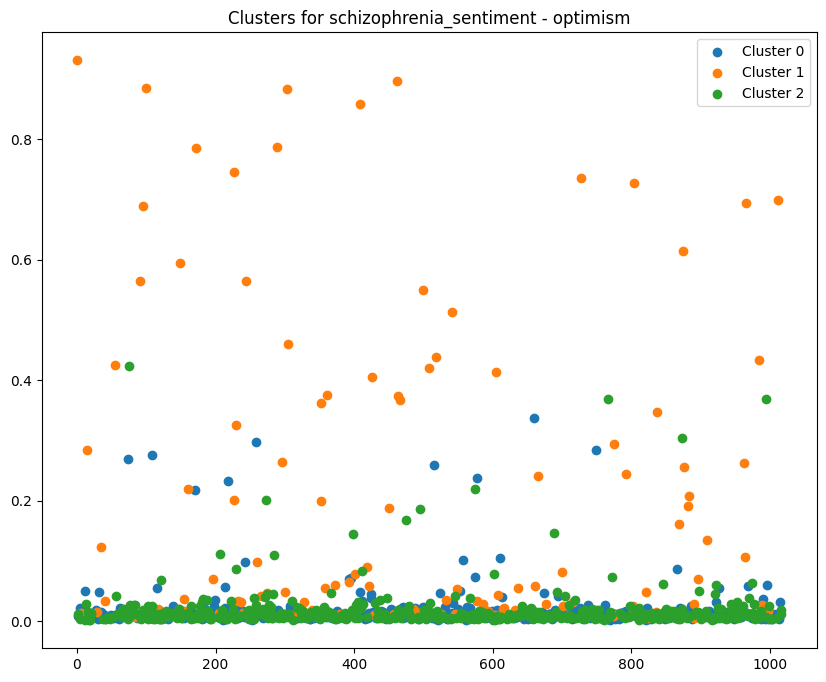 Clusters for schizophrenia_sentiment - optimism
Cluster 0
Cluster 1
Cluster 2
0.8
0.6
0.4
0.2
0.0
0 200 400 600 800 1000